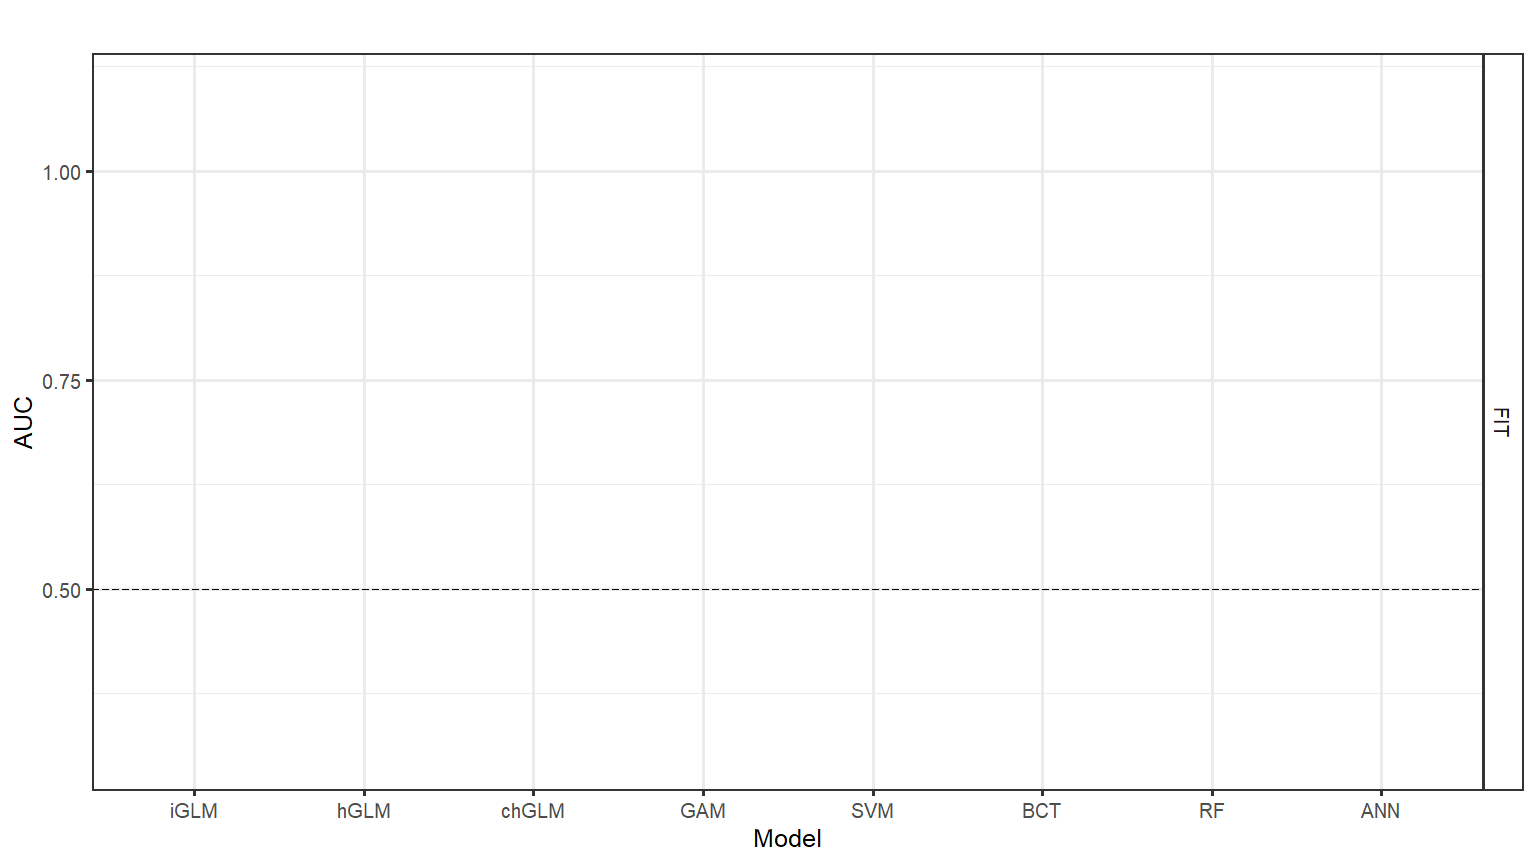 1.00
0.75
0.50
AUC
FIT
iGLM hGLM chGLM GAM SVM BCT RF ANN
Model